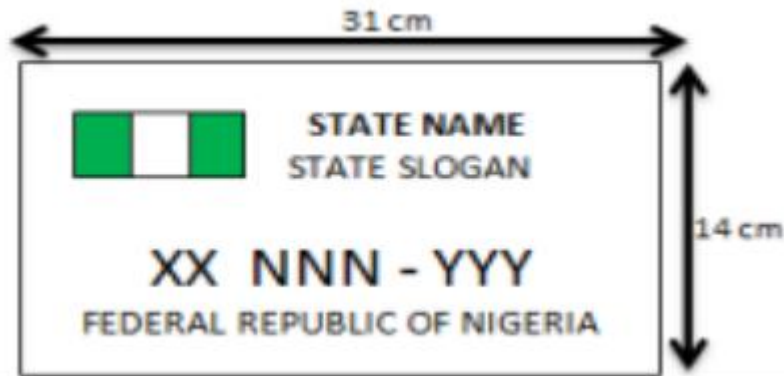 31 cm
STATE NAME
STATE SLOGAN
14 cm
XX NNN - YYY
FEDERAL REPUBLIC OF NIGERIA